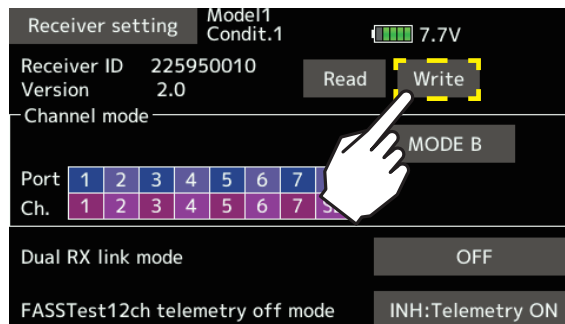 Receiver setting
Model1
Condit.1
7.7V
Receiver ID 225950010
Version 2.0
Read
Write
Channel mode
MODE B
Port 1 2 3 4 5 6 7
Ch. 1 2 3 4 5 6 7
Dual RX link mode OFF
FASSTest12ch telemetry off mode INH:Telemetry ON